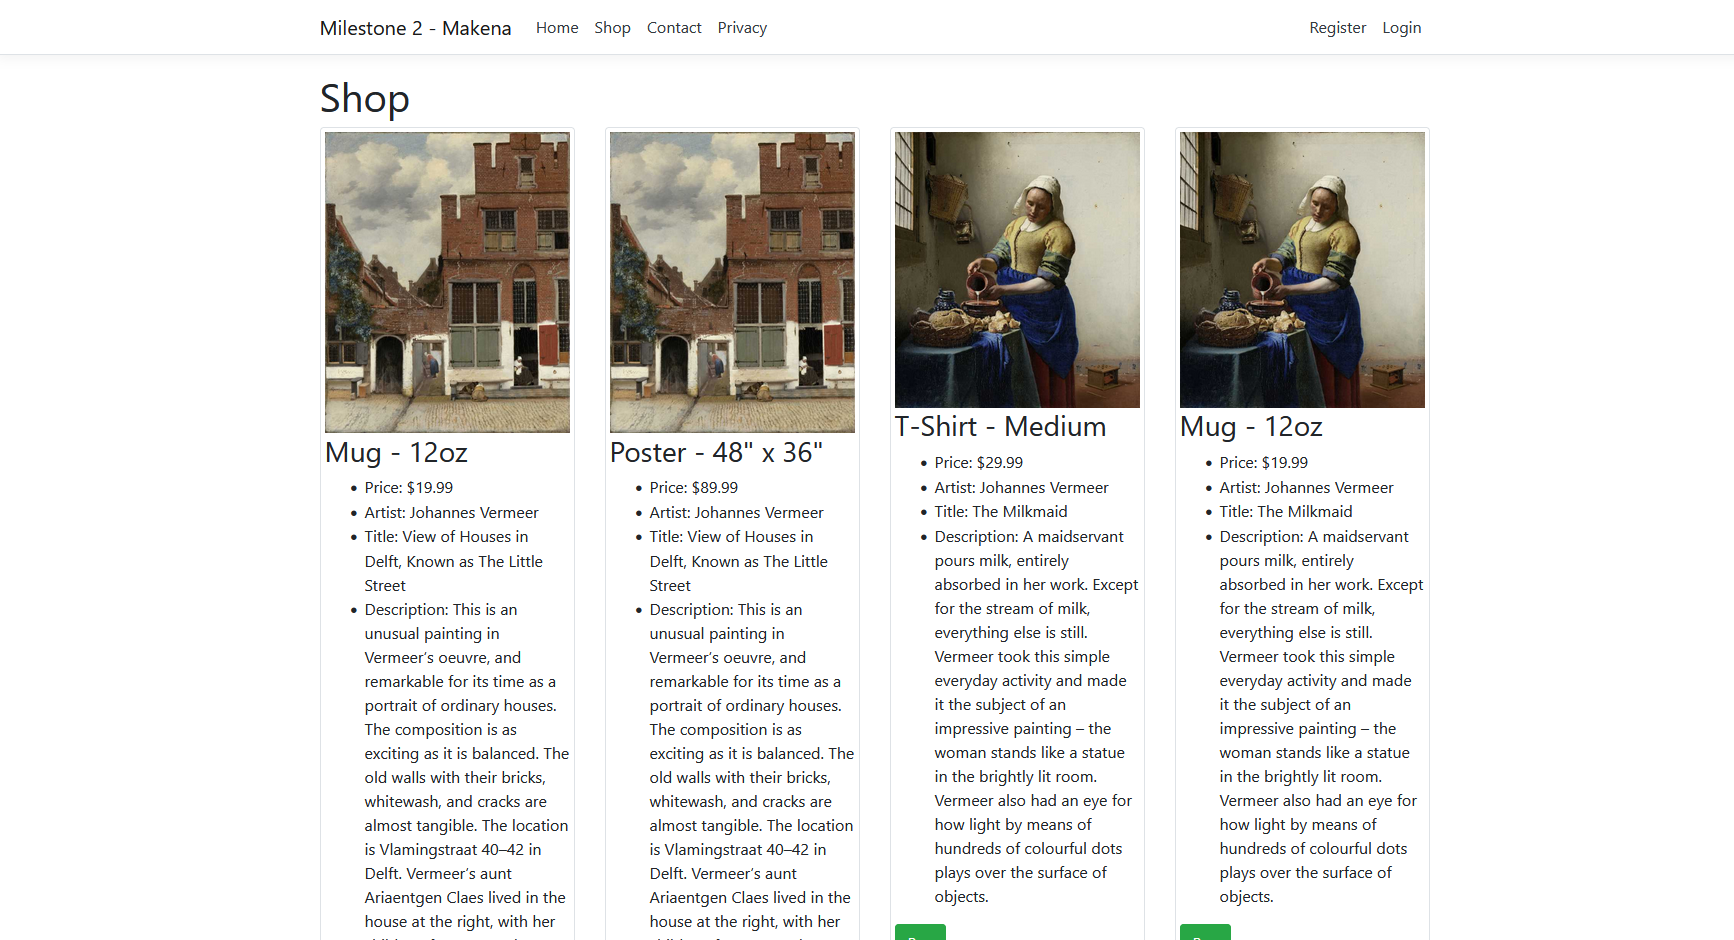 Milestone 2 - Makena Home Shop Contact Privacy Register Login
Shop
Mug - 12oz
• Price: $19.99
• Artist: Johannes Vermeer
• Title: View of Houses in
Delft, Known as The Little
Street
• Description: This is an
unusual painting in
Vermeer's oeuvre, and
remarkable for its time as a
portrait of ordinary houses.
The composition is as
exciting as it is balanced. The
old walls with their bricks,
whitewash, and cracks are
almost tangible. The location
is Vlamingstraat 40–42 in
Delft. Vermeer's aunt
Ariaentgen Claes lived in the
house at the right, with her
Poster - 48" x 36"
• Price: $89.99
• Artist: Johannes Vermeer
• Title: View of Houses in
Delft, Known as The Little
Street
• Description: This is an
unusual painting in
Vermeer's oeuvre, and
remarkable for its time as a
portrait of ordinary houses.
The composition is as
exciting as it is balanced. The
old walls with their bricks,
whitewash, and cracks are
almost tangible. The location
is Vlamingstraat 40–42 in
Delft. Vermeer's aunt
Ariaentgen Claes lived in the
house at the right, with her
T-Shirt - Medium
• Price: $29.99
• Artist: Johannes Vermeer
• Title: The Milkmaid
• Description: A maidservant
pours milk, entirely
absorbed in her work. Except
for the stream of milk,
everything else is still.
Vermeer took this simple
everyday activity and made
it the subject of an
impressive painting – the
woman stands like a statue
in the brightly lit room.
Vermeer also had an eye for
how light by means of
hundreds of colourful dots
plays over the surface of
objects.
Mug - 12oz
• Price: $19.99
• Artist: Johannes Vermeer
• Title: The Milkmaid
• Description: A maidservant
pours milk, entirely
absorbed in her work. Except
for the stream of milk,
everything else is still.
Vermeer took this simple
everyday activity and made
it the subject of an
impressive painting – the
woman stands like a statue
in the brightly lit room.
Vermeer also had an eye for
how light by means of
hundreds of colourful dots
plays over the surface of
objects.